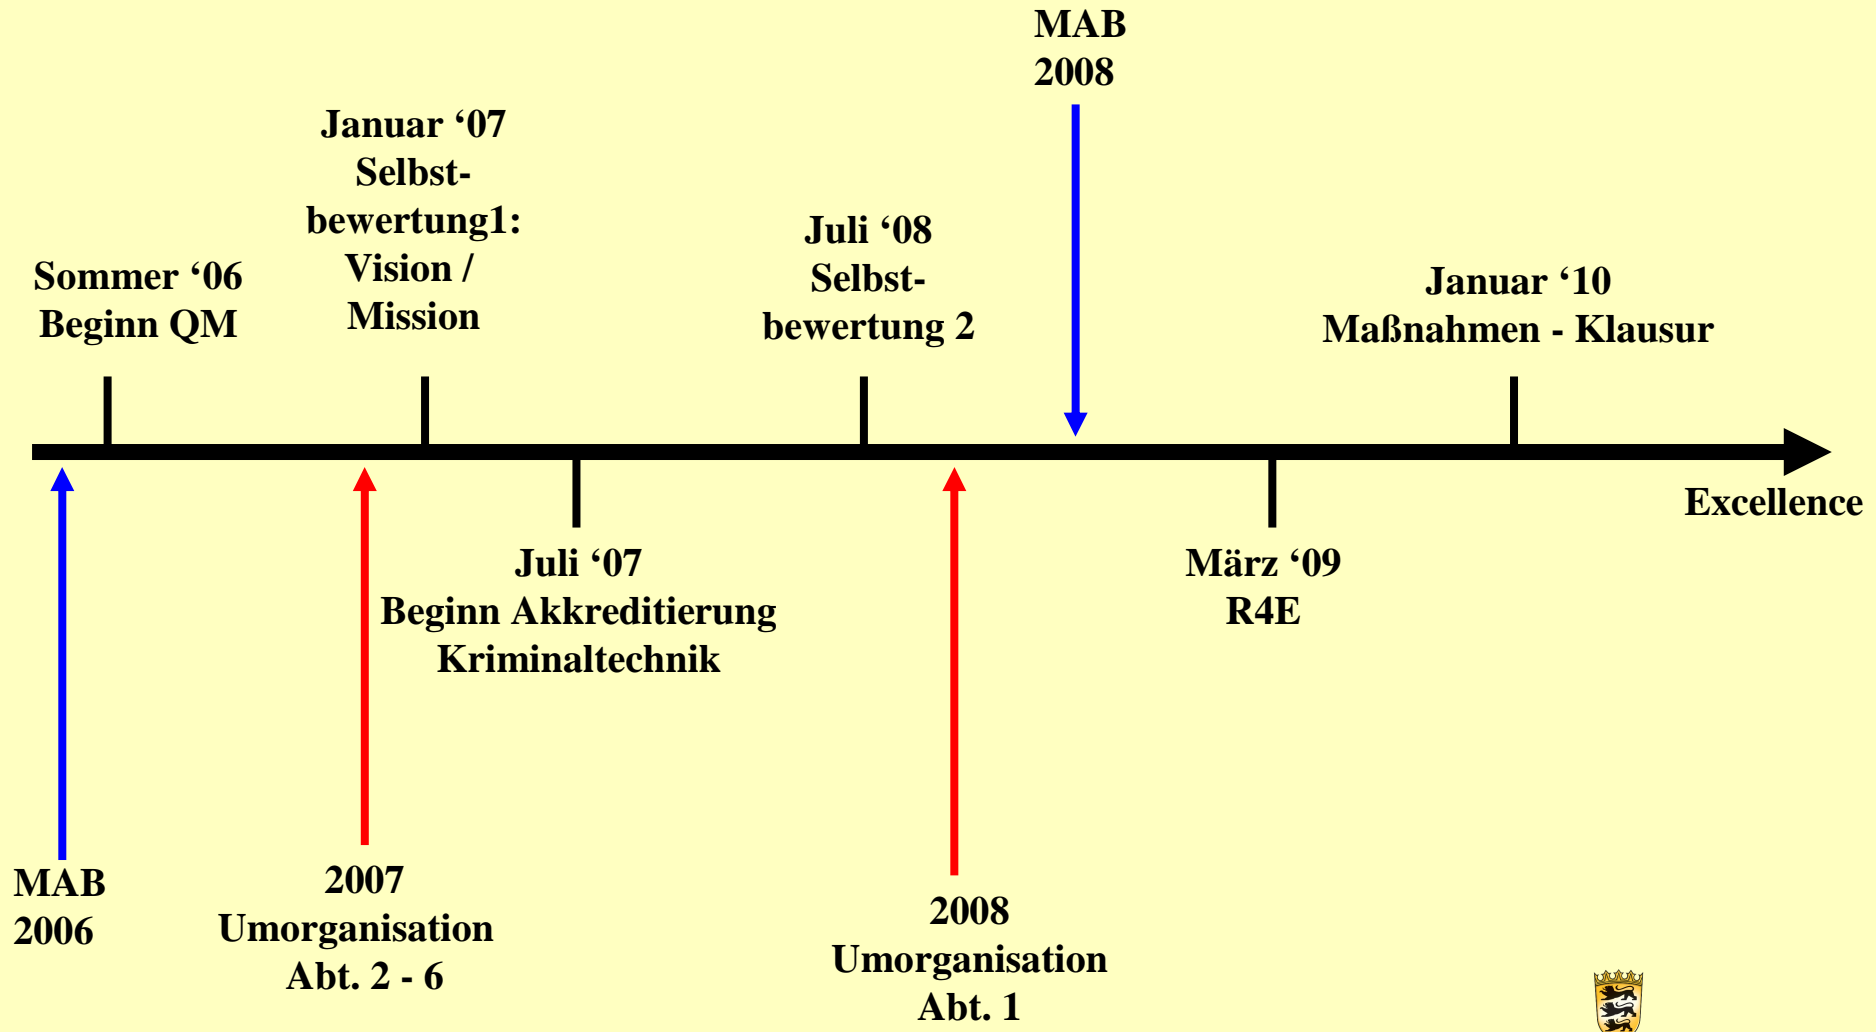 MAB
2008
Januar ‘07
Selbst-
bewertung1:
Vision /
Mission
Juli ‘08
Selbst-
bewertung 2
Sommer ‘06
Beginn QM
Januar ‘10
Maßnahmen - Klausur
Excellence
Juli ‘07
Beginn Akkreditierung
Kriminaltechnik
März ‘09
R4E
MAB
2006
2007
Umorganisation
Abt. 2 - 6
2008
Umorganisation
Abt. 1